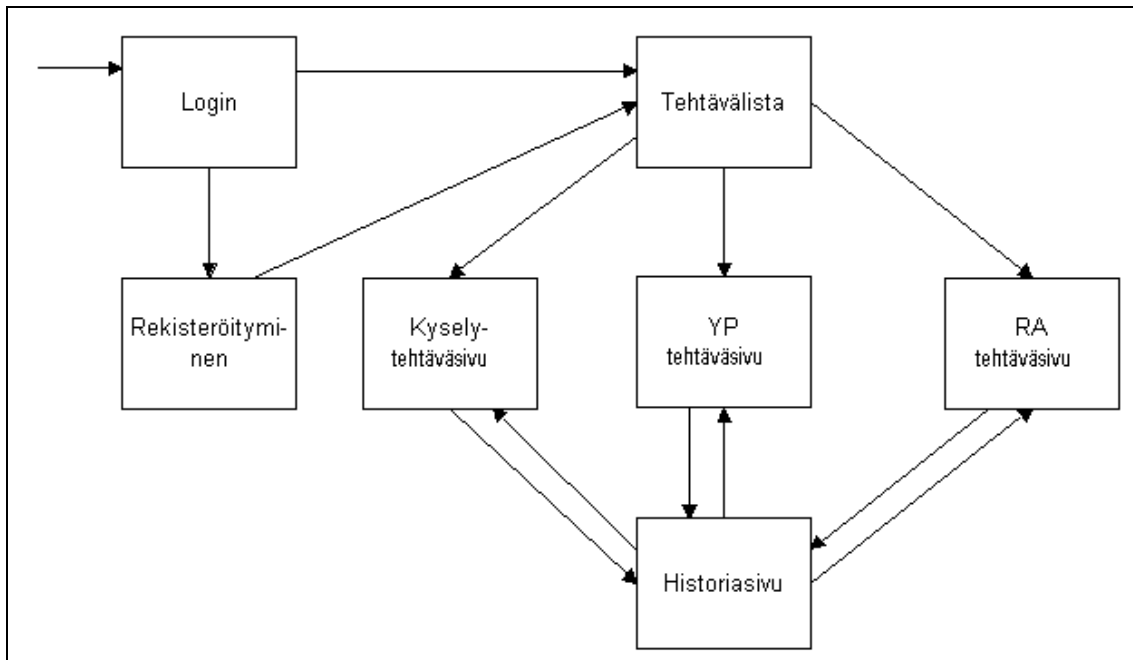 Login
Tehtävälista
Rekisteröitymi-
nen
Kysely-
tehtäväsivu
YP
tehtäväsivu
RA
tehtäväsivu
Historiasivu